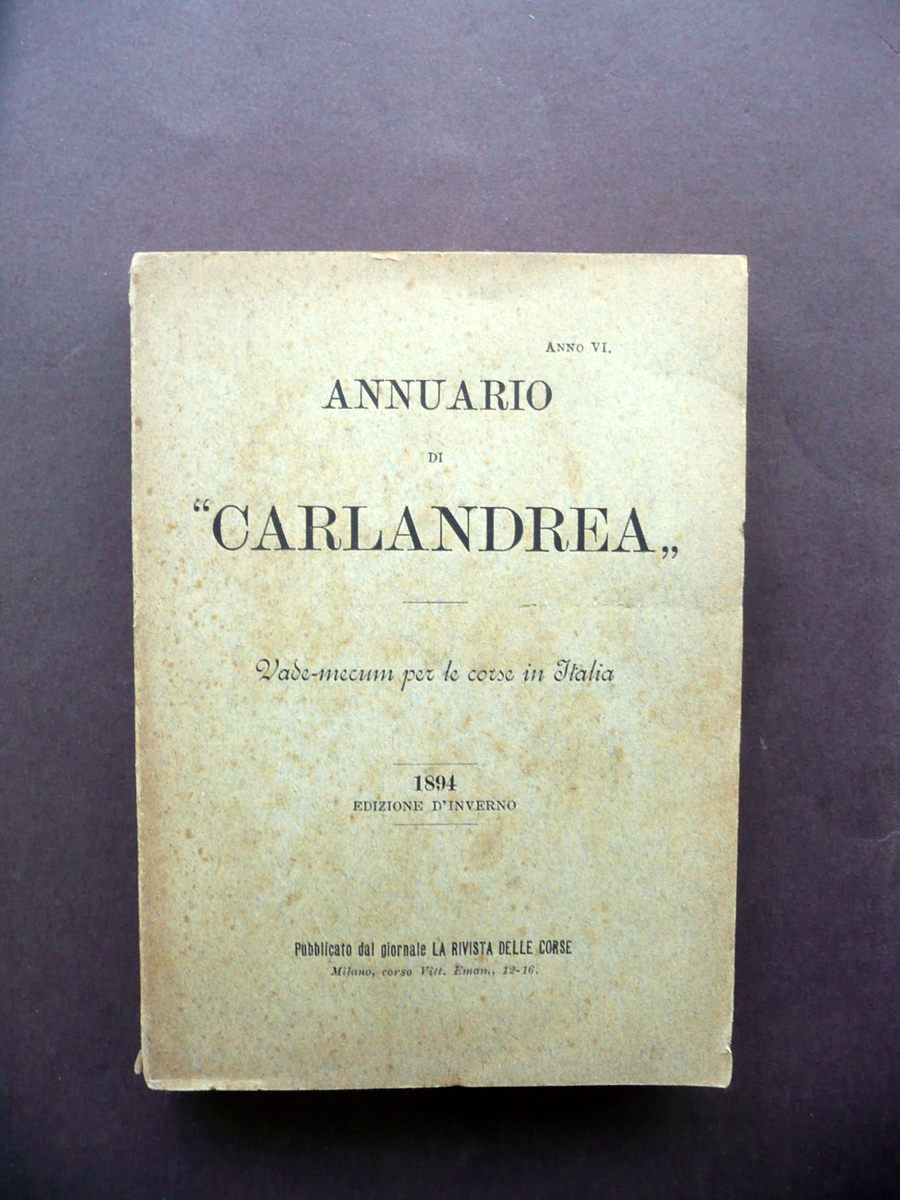 ANNO VI.
ANNUARIO
DI
“CARLANDREA„
Vade-mecum per le corse in Italia
1894
EDIZIONE D'INVERNO
Pubblicato dal giornale LA RIVISTA DELLE CORSE
Milano, corso Vitt. Eman., 12-16.